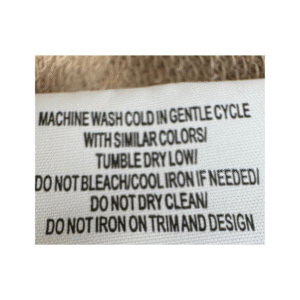 MACHINE WASH COLD IN GENTLE CYCLE
WITH SIMILAR COLORS/
TUMBLE DRY LOW/
DO NOT BLEACH/COOL IRON IF NEEDED/
DO NOT DRY CLEAN/
DO NOT IRON ON TRIM AND DESIGN